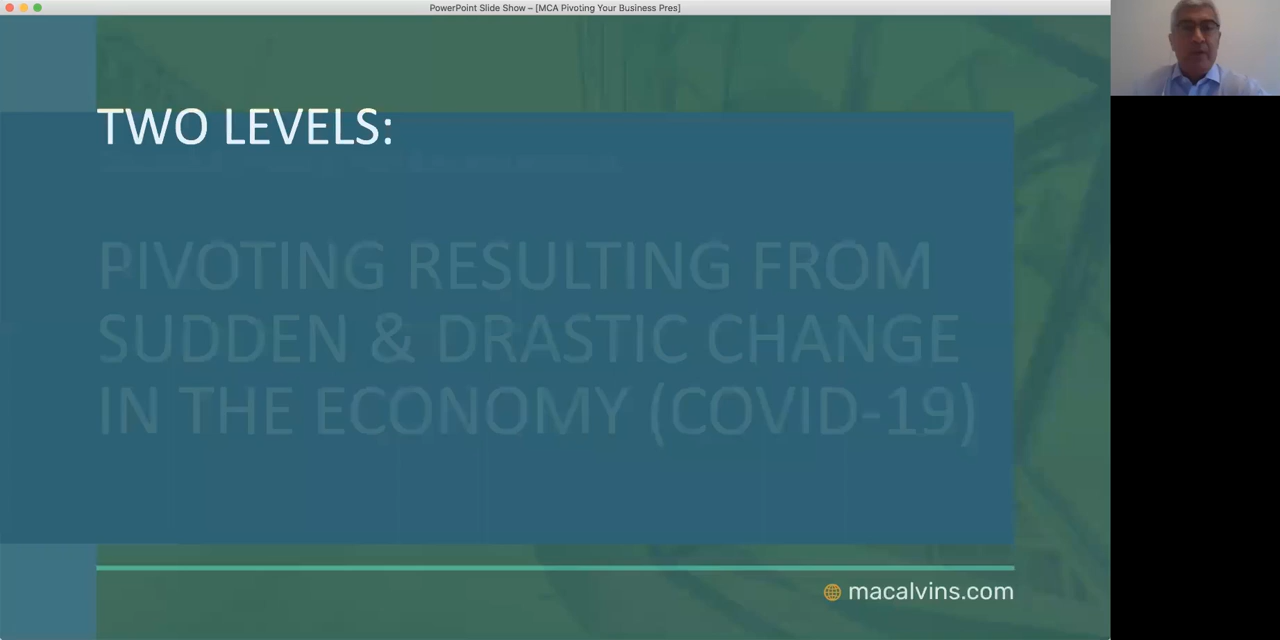 PowerPoint Slide Show – [MCA Pivoting Your Business Pres]
TWO LEVELS:
PIVOTING RESULTING FROM
SUDDEN & DRASTIC CHANGE
IN THE ECONOMY (COVID-19)
macalvins.com